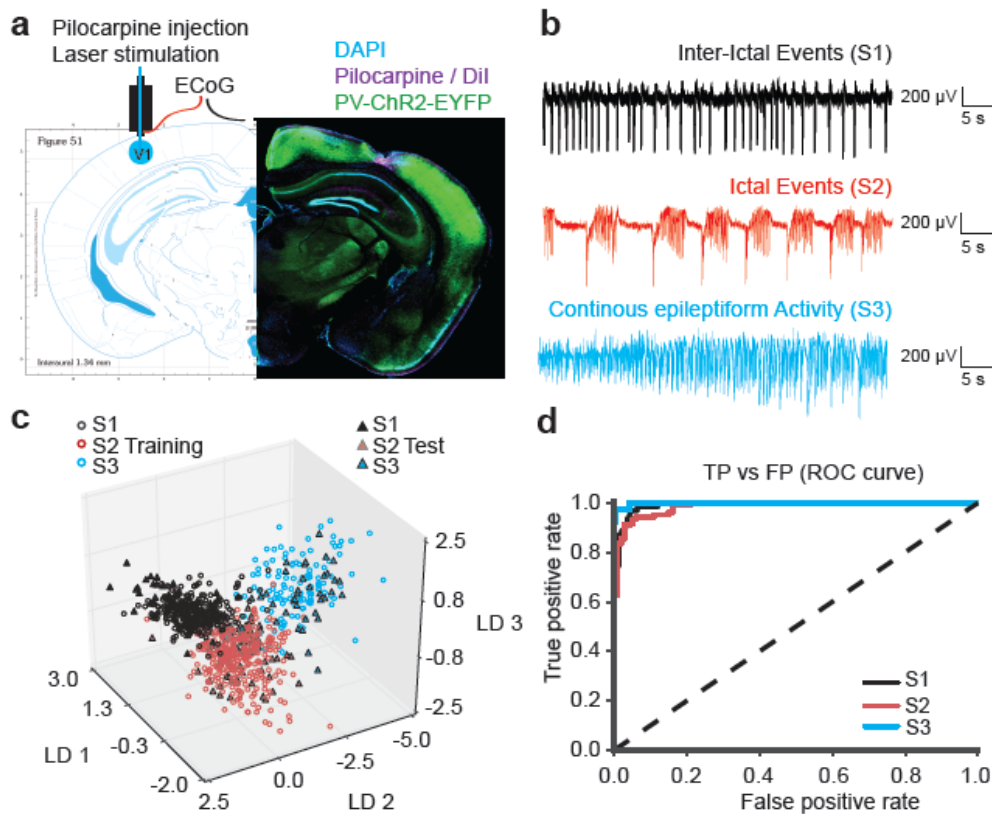 a
Pilocarpine injection
Laser stimulation
ECoG
DAPI
Pilocarpine / DiI
PV-ChR2-EYFP
Figure 51
V1
Interaural 1.34 mm
b
Inter-Ictal Events (S1)
200 µV
5 s
Ictal Events (S2)
200 µV
5 s
Continous epileptiform Activity (S3)
200 µV
5 s
c
S1
S2 Training
S3
S1
S2 Test
S3
2.5
0.8
-0.8
-2.5
LD 3
3.0
1.3
-0.3
-2.0
LD 1
2.5
0.0
-2.5
-5.0
LD 2
d
TP vs FP (ROC curve)
True positive rate
1.0
0.8
0.6
0.4
0.2
0.0
S1
S2
S3
0.0 0.2 0.4 0.6 0.8 1.0
False positive rate